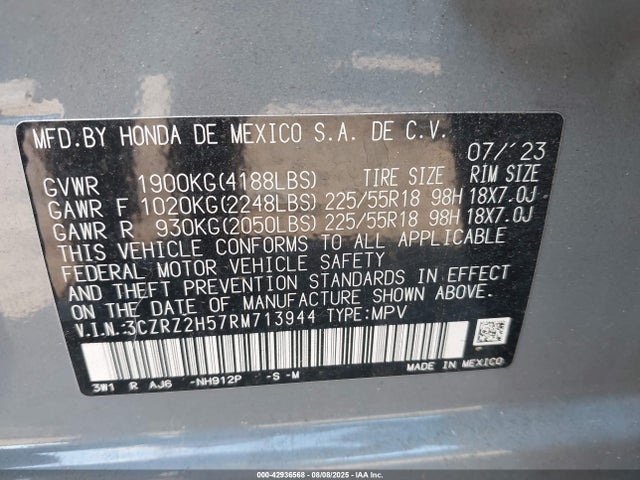 MFD.BY HONDA DE MEXICO S.A. DE C.V.
07/'23
GVWR 1900KG(4188LBS) TIRE SIZE RIM SIZE
GAWR F 1020KG(2248LBS) 225/55R18 98H 18X7.0J
GAWR R 930KG(2050LBS) 225/55R18 98H 18X7.0J
THIS VEHICLE CONFORMS TO ALL APPLICABLE
FEDERAL MOTOR VEHICLE SAFETY
AND THEFT PREVENTION STANDARDS IN EFFECT
ON THE DATE OF MANUFACTURE SHOWN ABOVE.
V.I.N.:3CZRZ2H57RM713944 TYPE:MPV
3W1 R AJ6 -NH912P -S -M
MADE IN MEXICO
000-42936568 - 08/08/2025 - IAA Inc.